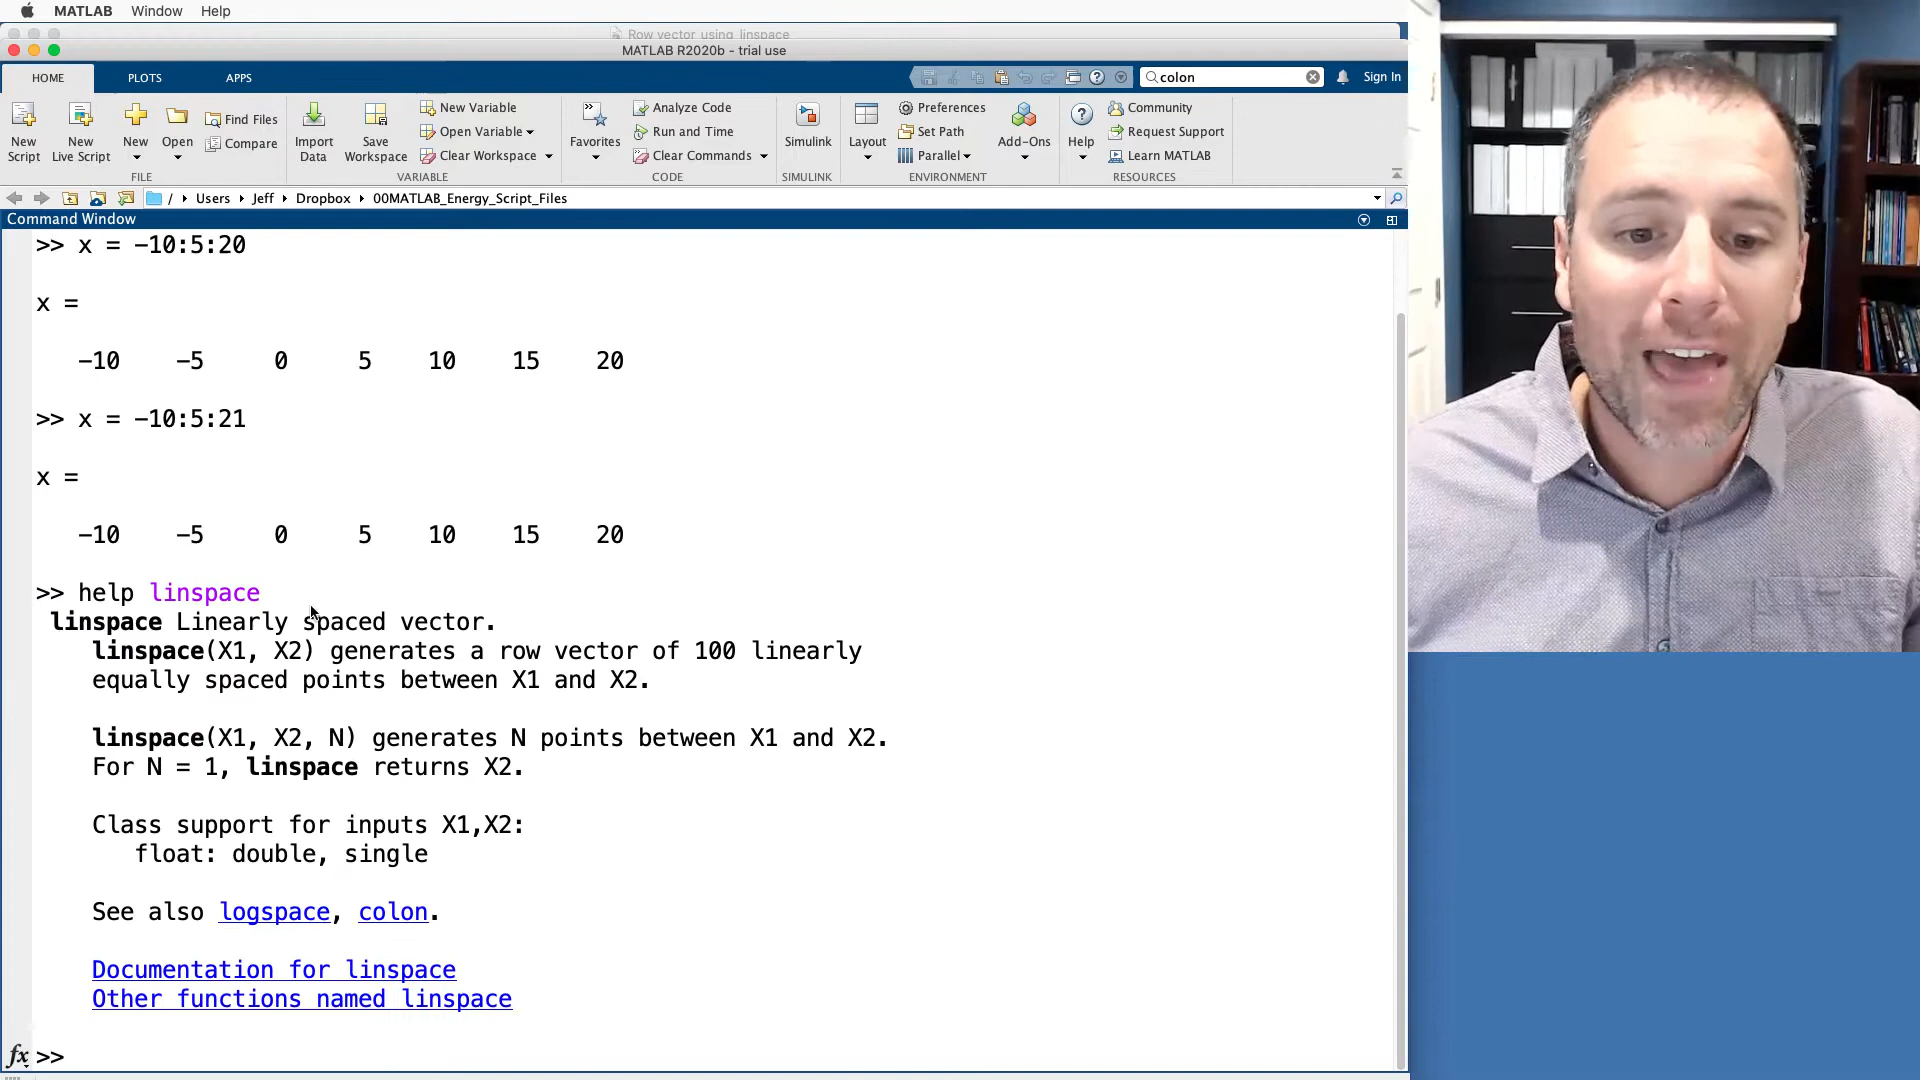 MATLAB Window Help
Row vector using linspace
MATLAB R2020b - trial use
HOME PLOTS APPS
colon
Sign In
New Script
New Live Script
New
Open
Find Files
Compare
FILE
Import Data
Save Workspace
New Variable
Open Variable
Clear Workspace
VARIABLE
Favorites
Analyze Code
Run and Time
Clear Commands
CODE
Simulink
SIMULINK
Layout
Preferences
Set Path
Parallel
Add-Ons
ENVIRONMENT
Help
Community
Request Support
Learn MATLAB
RESOURCES
/ Users Jeff Dropbox 00MATLAB_Energy_Script_Files
Command Window
>> x = -10:5:20
x =
-10 -5 0 5 10 15 20
>> x = -10:5:21
x =
-10 -5 0 5 10 15 20
>> help linspace
linspace Linearly spaced vector.
linspace(X1, X2) generates a row vector of 100 linearly
equally spaced points between X1 and X2.
linspace(X1, X2, N) generates N points between X1 and X2.
For N = 1, linspace returns X2.
Class support for inputs X1,X2:
float: double, single
See also logspace, colon.
Documentation for linspace
Other functions named linspace
fx >>